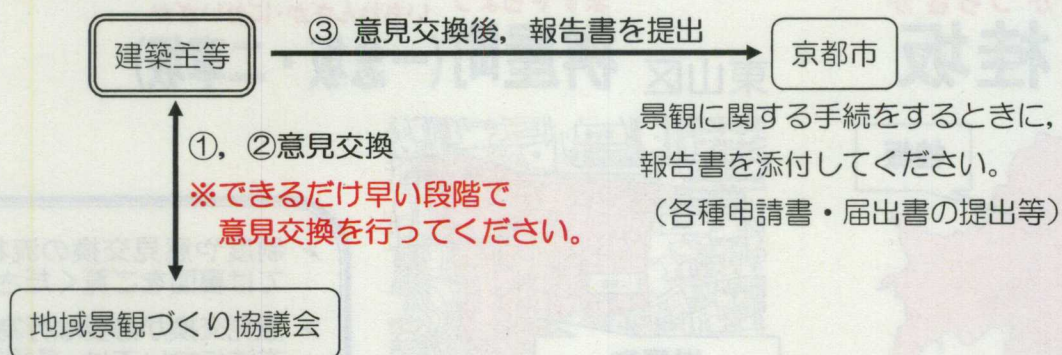 建築主等
③ 意見交換後，報告書を提出
京都市
景観に関する手続をするときに，
報告書を添付してください。
（各種申請書・届出書の提出等）
①，②意見交換
※できるだけ早い段階で
意見交換を行ってください。
地域景観づくり協議会